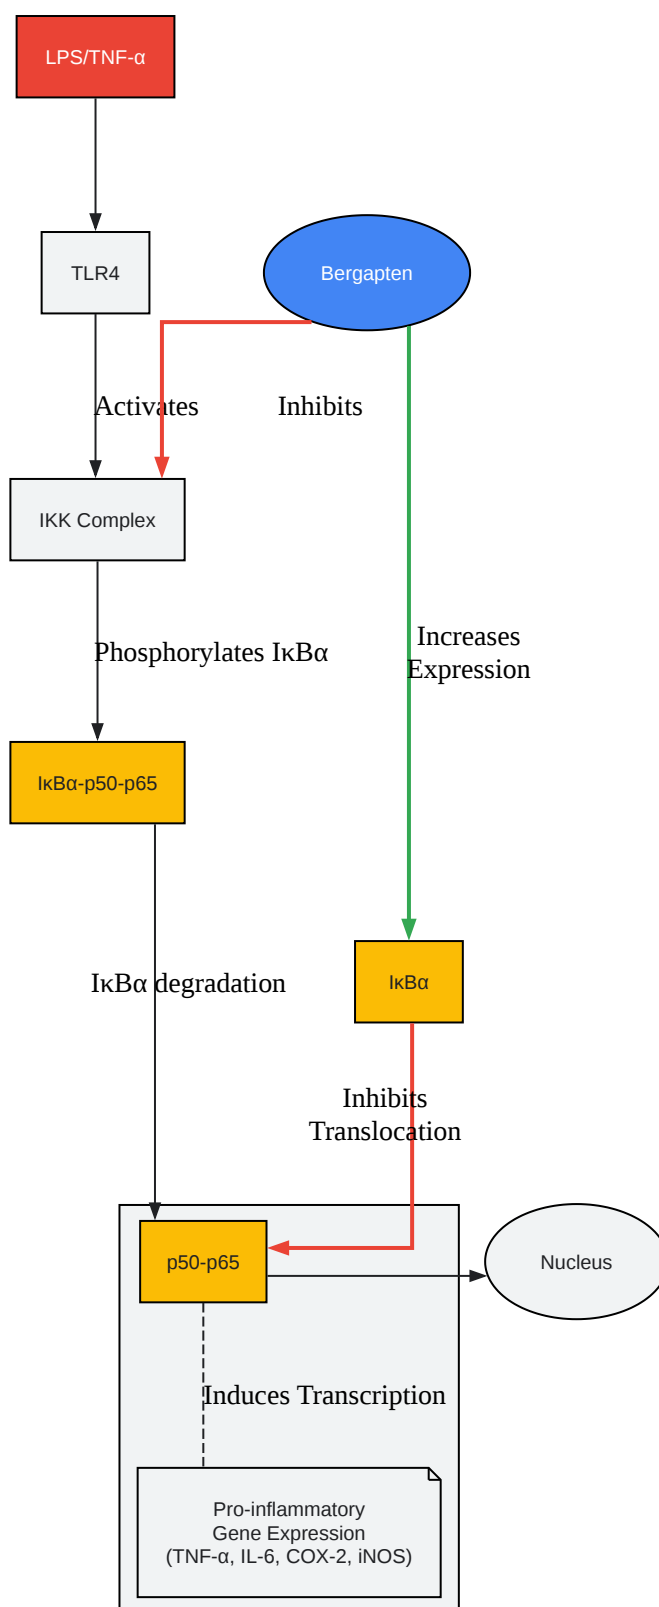 LPS/TNF-α
TLR4
Bergapten
Activates
Inhibits
IKK Complex
Phosphorylates IκBα
Increases
Expression
IκBα-p50-p65
IκBα degradation
IκBα
Inhibits
Translocation
p50-p65
Nucleus
Induces Transcription
Pro-inflammatory
Gene Expression
(TNF-α, IL-6, COX-2, iNOS)